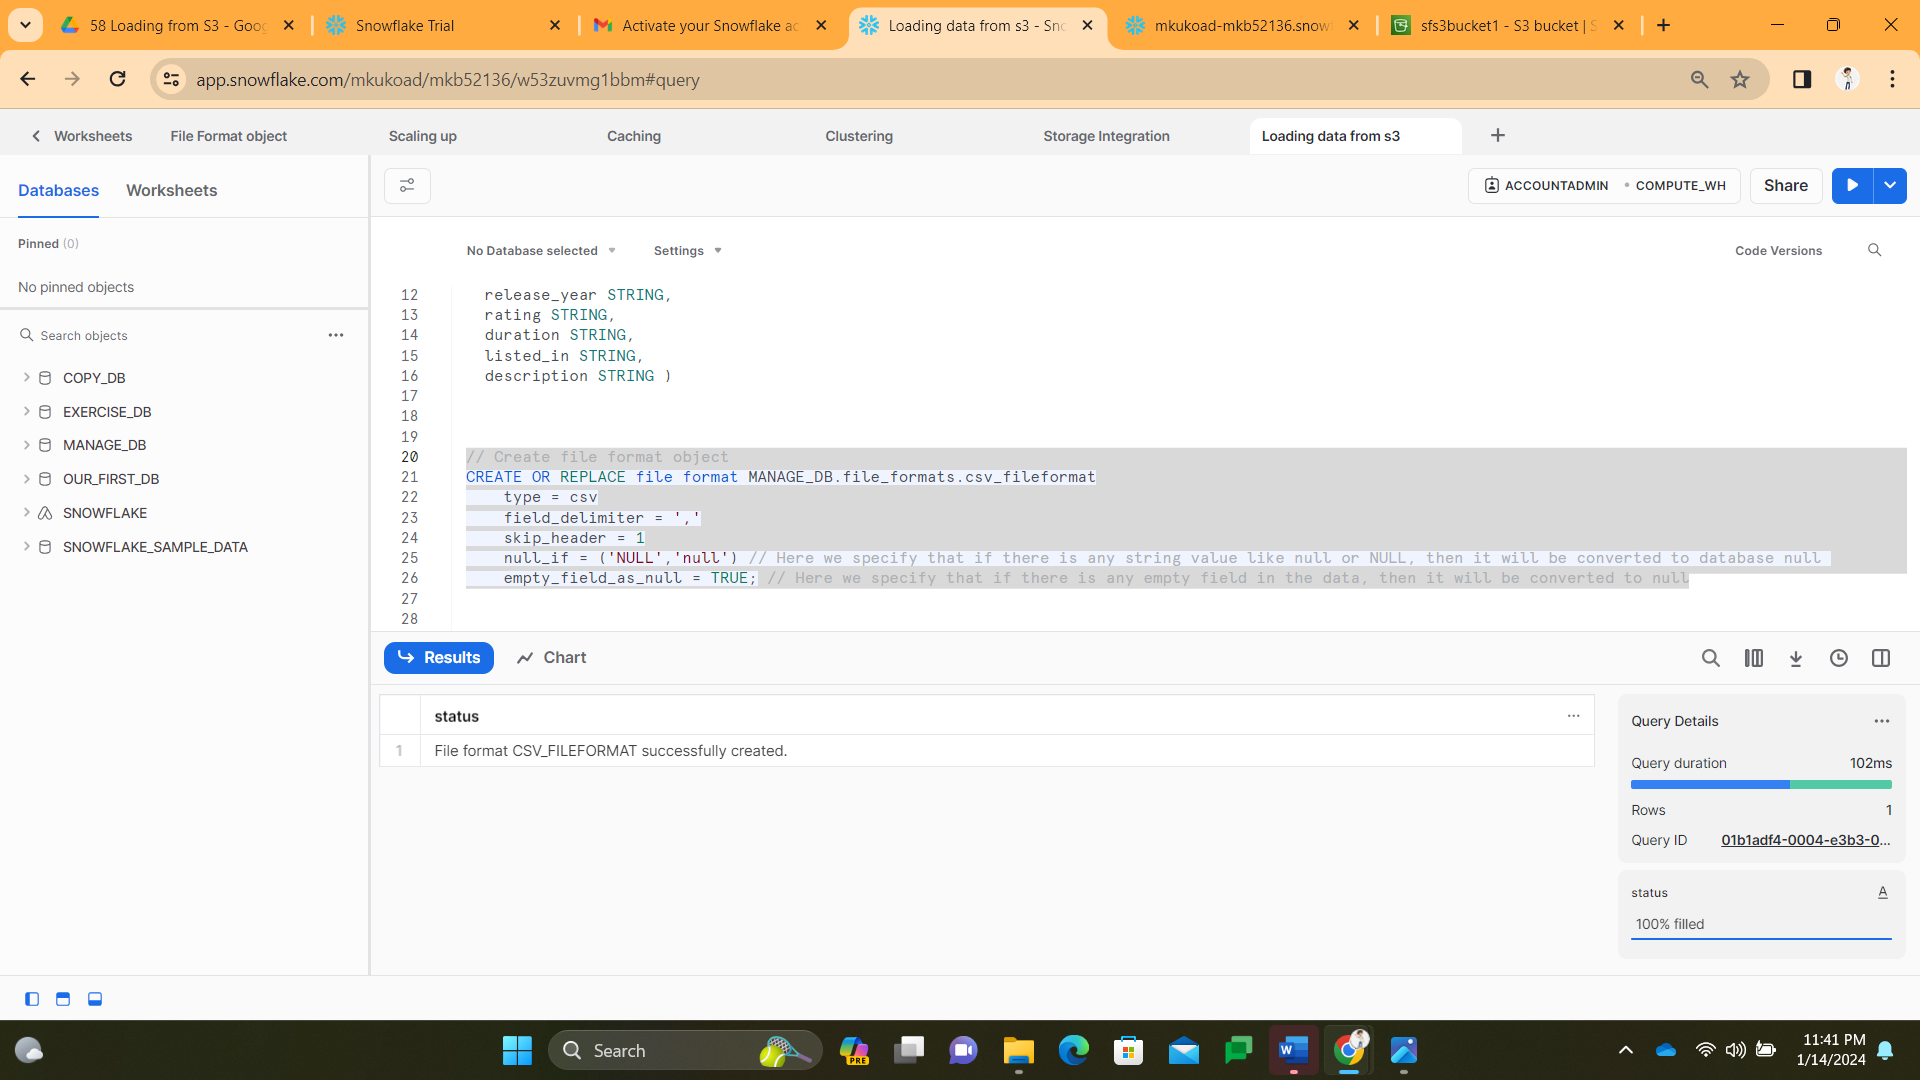 58 Loading from S3 - Goog
Snowflake Trial
Activate your Snowflake ac
Loading data from s3 - Sno
mkukoad-mkb52136.snowf
sfs3bucket1 - S3 bucket | S
app.snowflake.com/mkukoad/mkb52136/w53zuvmg1bbm#query
Worksheets
File Format object
Scaling up
Caching
Clustering
Storage Integration
Loading data from s3
Databases
Worksheets
ACCOUNTADMIN
COMPUTE_WH
Share
Pinned (0)
No pinned objects
No Database selected
Settings
Code Versions
Search objects
COPY_DB
EXERCISE_DB
MANAGE_DB
OUR_FIRST_DB
SNOWFLAKE
SNOWFLAKE_SAMPLE_DATA
12 release_year STRING,
13 rating STRING,
14 duration STRING,
15 listed_in STRING,
16 description STRING )
17
18
19
20 // Create file format object
21 CREATE OR REPLACE file format MANAGE_DB.file_formats.csv_fileformat
22 type = csv
23 field_delimiter = ','
24 skip_header = 1
25 null_if = ('NULL','null') // Here we specify that if there is any string value like null or NULL, then it will be converted to database null
26 empty_field_as_null = TRUE; // Here we specify that if there is any empty field in the data, then it will be converted to null
27
28
Results
Chart
status
1 File format CSV_FILEFORMAT successfully created.
Query Details
Query duration 102ms
Rows 1
Query ID 01b1adf4-0004-e3b3-0...
status A
100% filled
Search
PRE
11:41 PM
1/14/2024